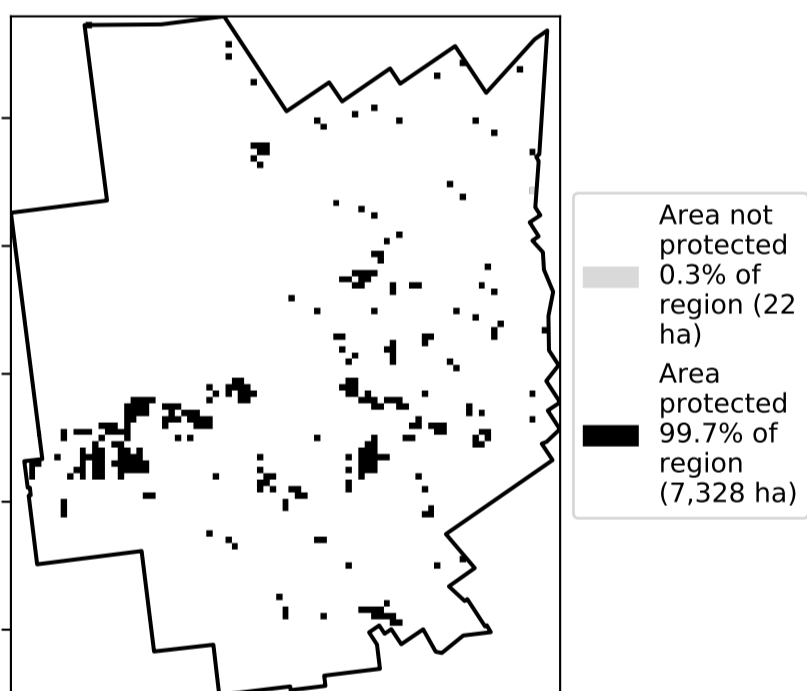 Area not
protected
0.3% of
region (22
ha)
Area
protected
99.7% of
region
(7,328 ha)